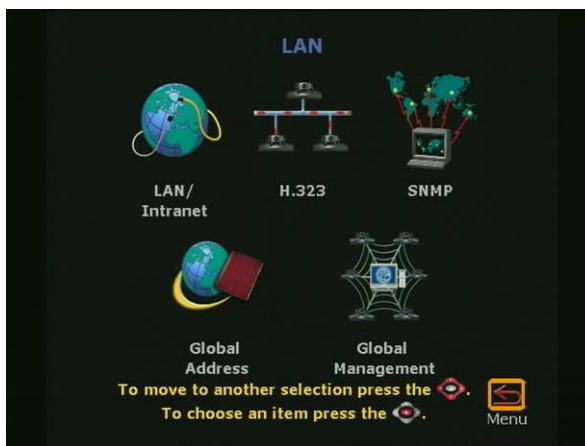 LAN
LAN/
Intranet
H.323
SNMP
Global
Address
Global
Management
To move to another selection press the .
To choose an item press the .
Menu